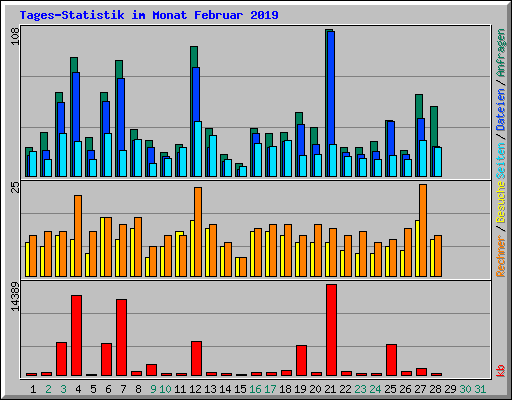 Tages-Statistik im Monat Februar 2019
108
Seiten / Dateien / Anfragen
25
Rechner / Besuche
14389
kb
1 2 3 4 5 6 7 8 9 10 11 12 13 14 15 16 17 18 19 20 21 22 23 24 25 26 27 28 29 30 31